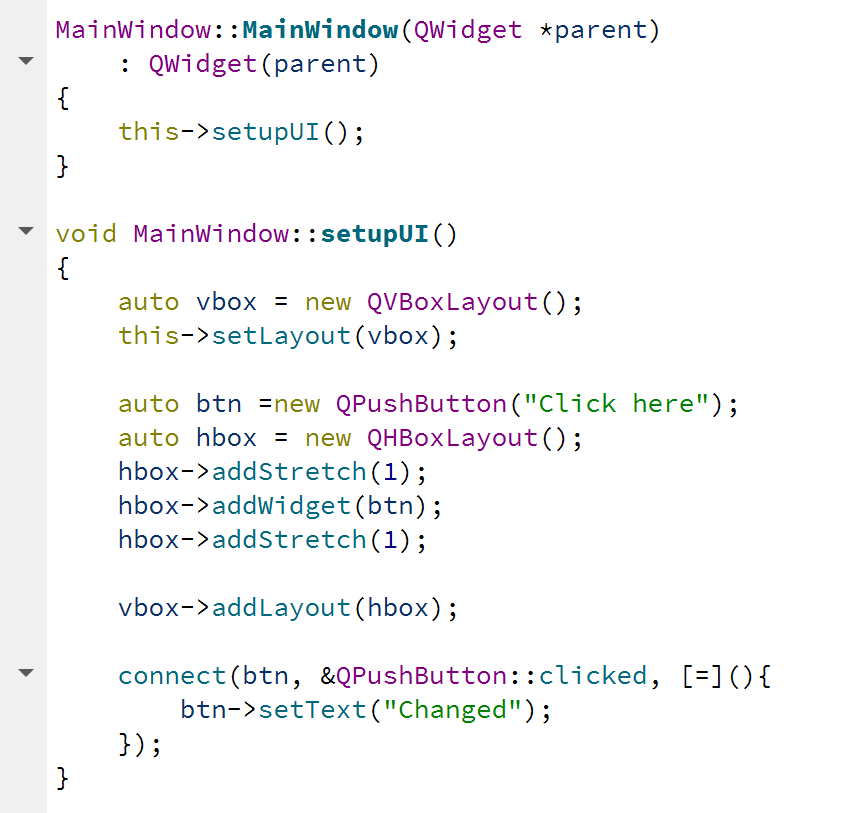 MainWindow::MainWindow(QWidget *parent)
    : QWidget(parent)
{
    this->setupUI();
}

void MainWindow::setupUI()
{
    auto vbox = new QVBoxLayout();
    this->setLayout(vbox);

    auto btn =new QPushButton("Click here");
    auto hbox = new QHBoxLayout();
    hbox->addStretch(1);
    hbox->addWidget(btn);
    hbox->addStretch(1);

    vbox->addLayout(hbox);

    connect(btn, &QPushButton::clicked, [=](){
        btn->setText("Changed");
    });
}